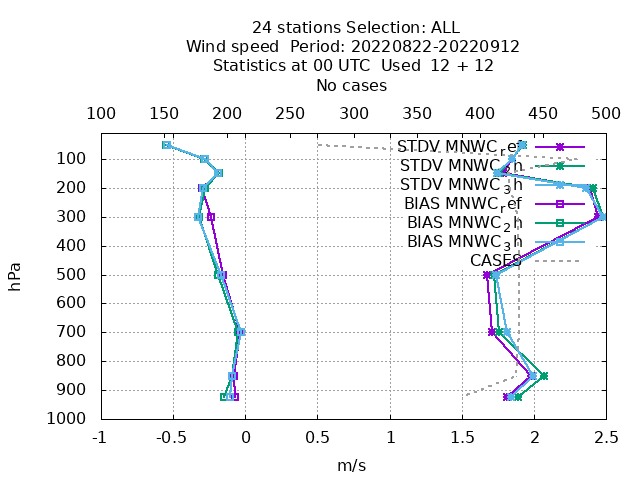 24 stations Selection: ALL
Wind speed  Period: 20220822-20220912
Statistics at 00 UTC  Used  12 + 12
No cases
100 150 200 250 300 350 400 450 500
STDV MNWC_ref
STDV MNWC_2h
STDV MNWC_3h
BIAS MNWC_ref
BIAS MNWC_2h
BIAS MNWC_3h
CASES
hPa
100
200
300
400
500
600
700
800
900
1000
-1 -0.5 0 0.5 1 1.5 2 2.5
m/s